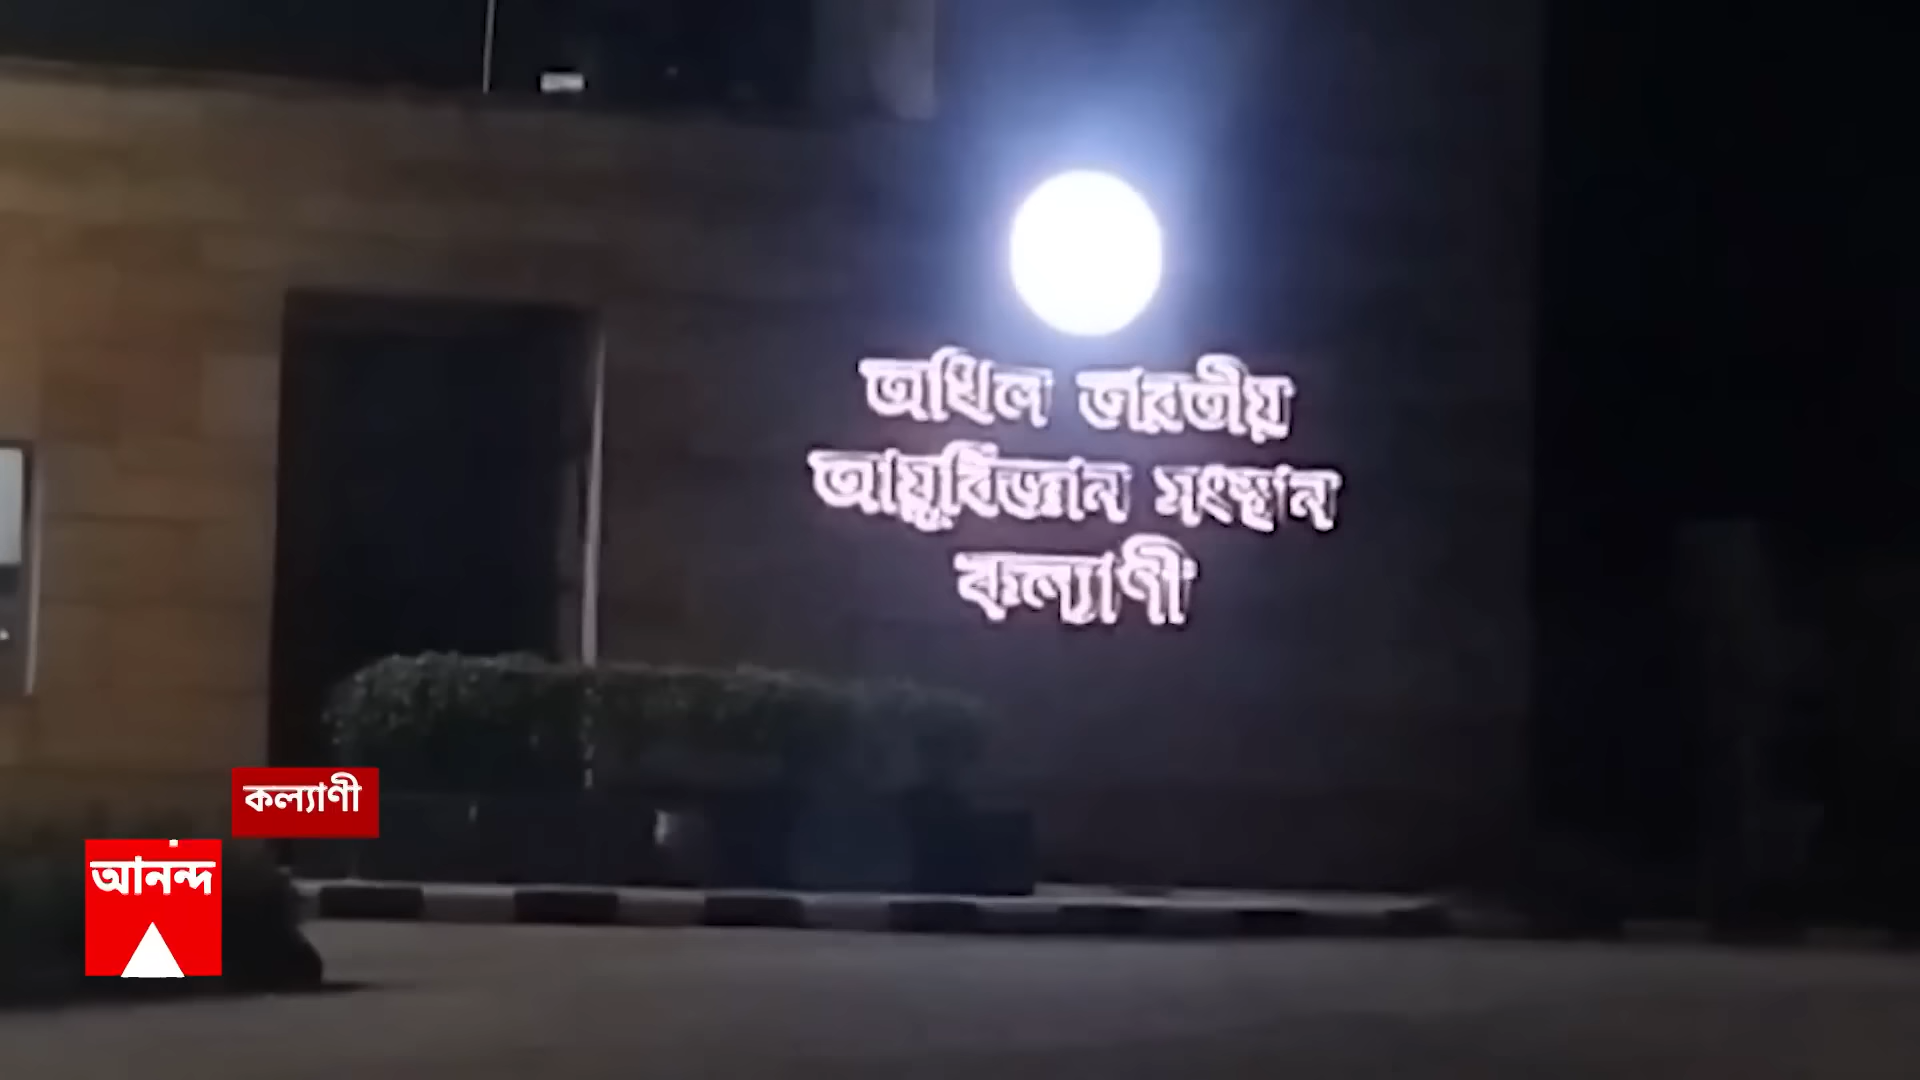 অখিল ভারতীয়
আয়ুর্বিজ্ঞান সংস্থান
কল্যাণী
কল্যাণী
আনন্দ